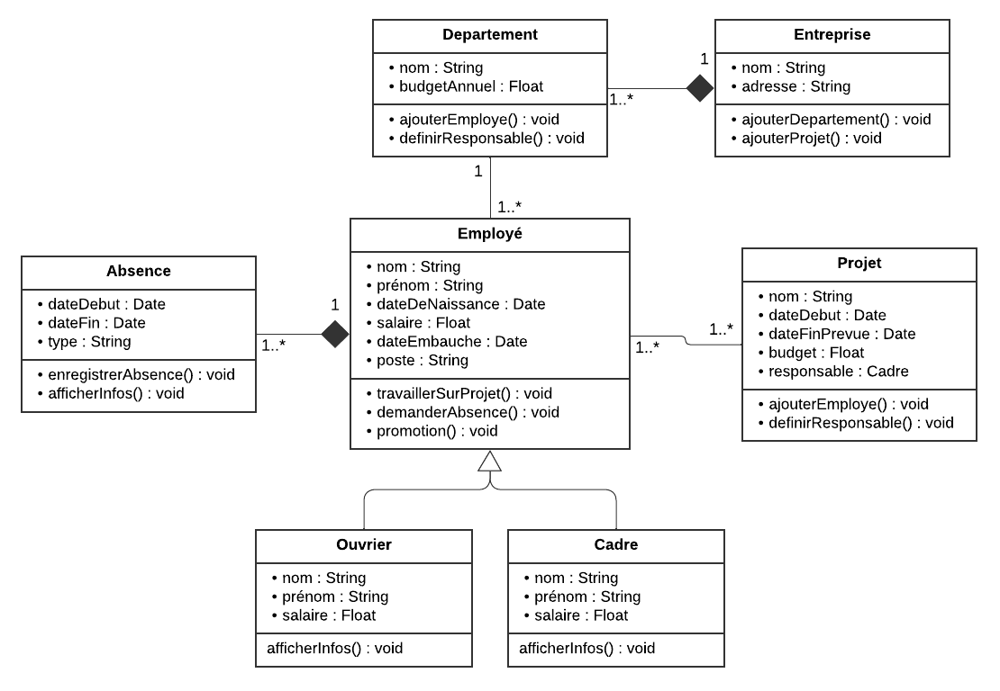 Departement
• nom : String
• budgetAnnuel : Float
• ajouterEmploye() : void
• definirResponsable() : void
1..*
1
Entreprise
• nom : String
• adresse : String
• ajouterDepartement() : void
• ajouterProjet() : void
1
1..*
Employé
• nom : String
• prénom : String
• dateDeNaissance : Date
• salaire : Float
• dateEmbauche : Date
• poste : String
• travaillerSurProjet() : void
• demanderAbsence() : void
• promotion() : void
Absence
• dateDebut : Date
• dateFin : Date
• type : String
• enregistrerAbsence() : void
• afficherInfos() : void
1
1..*
1..*
1..*
Projet
• nom : String
• dateDebut : Date
• dateFinPrevue : Date
• budget : Float
• responsable : Cadre
• ajouterEmploye() : void
• definirResponsable() : void
Ouvrier
• nom : String
• prénom : String
• salaire : Float
afficherInfos() : void
Cadre
• nom : String
• prénom : String
• salaire : Float
afficherInfos() : void